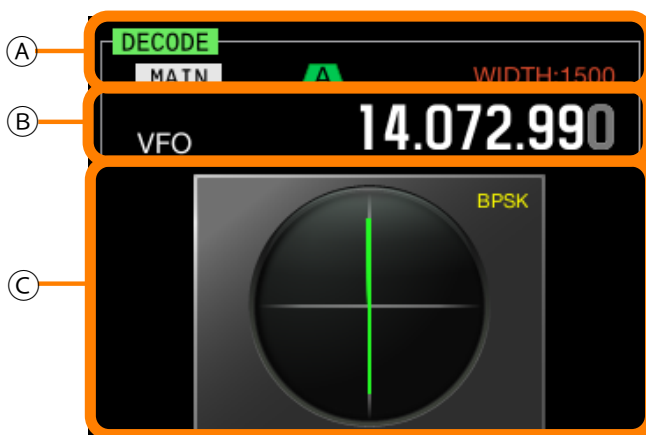 DECODE
A
MAIN A WIDTH:1500
B
VFO 14.072.990
BPSK
C